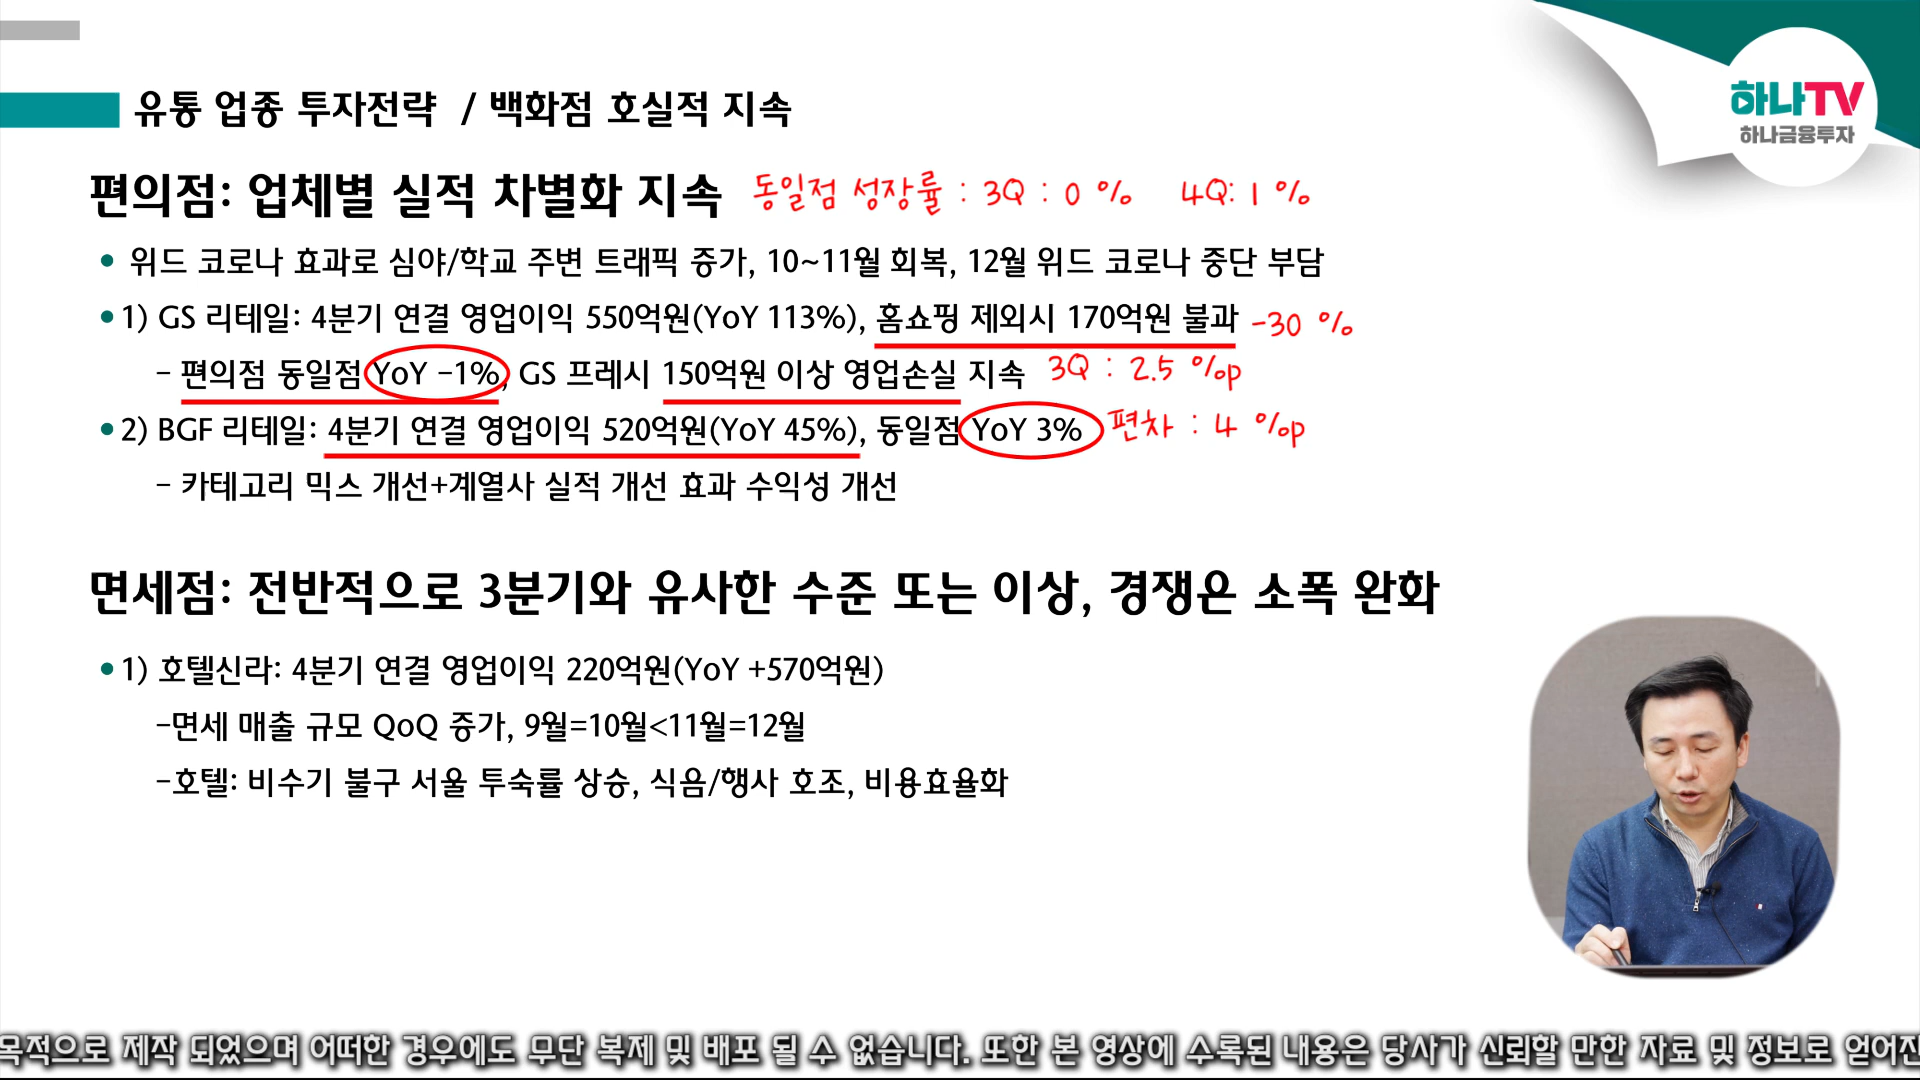 하나TV
하나금융투자
유통 업종 투자전략 / 백화점 호실적 지속
편의점: 업체별 실적 차별화 지속 동일점 성장률 : 3Q : 0 % 4Q: 1 %
• 위드 코로나 효과로 심야/학교 주변 트래픽 증가, 10~11월 회복, 12월 위드 코로나 중단 부담
• 1) GS 리테일: 4분기 연결 영업이익 550억원(YoY 113%), 홈쇼핑 제외시 170억원 불과 -30 %
- 편의점 동일점 YoY -1%, GS 프레시 150억원 이상 영업손실 지속 3Q : 2.5 %p
• 2) BGF 리테일: 4분기 연결 영업이익 520억원(YoY 45%), 동일점 YoY 3% 편차 : 4 %p
- 카테고리 믹스 개선+계열사 실적 개선 효과 수익성 개선
면세점: 전반적으로 3분기와 유사한 수준 또는 이상, 경쟁은 소폭 완화
• 1) 호텔신라: 4분기 연결 영업이익 220억원(YoY +570억원)
-면세 매출 규모 QoQ 증가, 9월=10월<11월=12월
-호텔: 비수기 불구 서울 투숙률 상승, 식음/행사 호조, 비용효율화
목적으로 제작 되었으며 어떠한 경우에도 무단 복제 및 배포 될 수 없습니다. 또한 본 영상에 수록된 내용은 당사가 신뢰할 만한 자료 및 정보로 얻어진